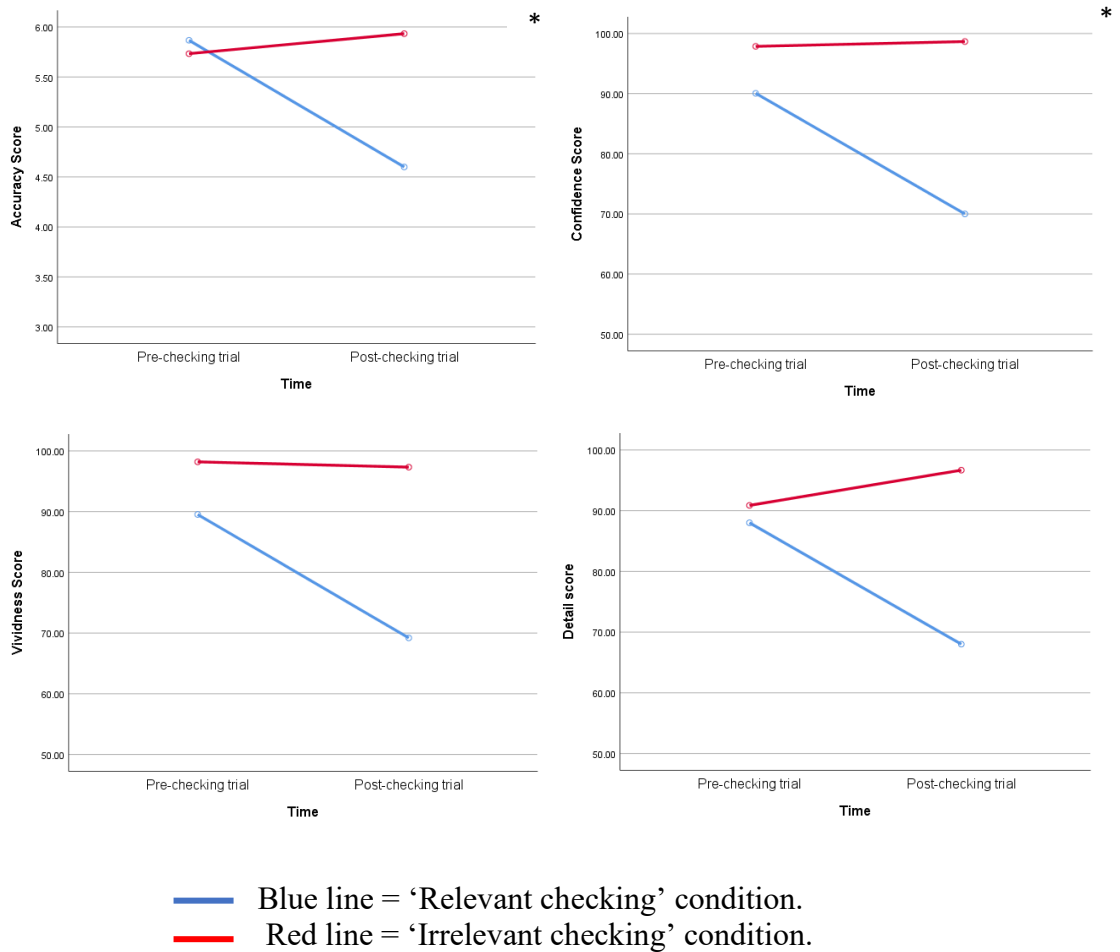 *
6.00
5.50
5.00
4.50
4.00
3.50
3.00
Accuracy Score
Pre-checking trial Post-checking trial
Time
*
100.00
90.00
80.00
70.00
60.00
50.00
Confidence Score
Pre-checking trial Post-checking trial
Time
100.00
90.00
80.00
70.00
60.00
50.00
Vividness Score
Pre-checking trial Post-checking trial
Time
100.00
90.00
80.00
70.00
60.00
50.00
Detail score
Pre-checking trial Post-checking trial
Time
Blue line = ‘Relevant checking’ condition.
Red line = ‘Irrelevant checking’ condition.